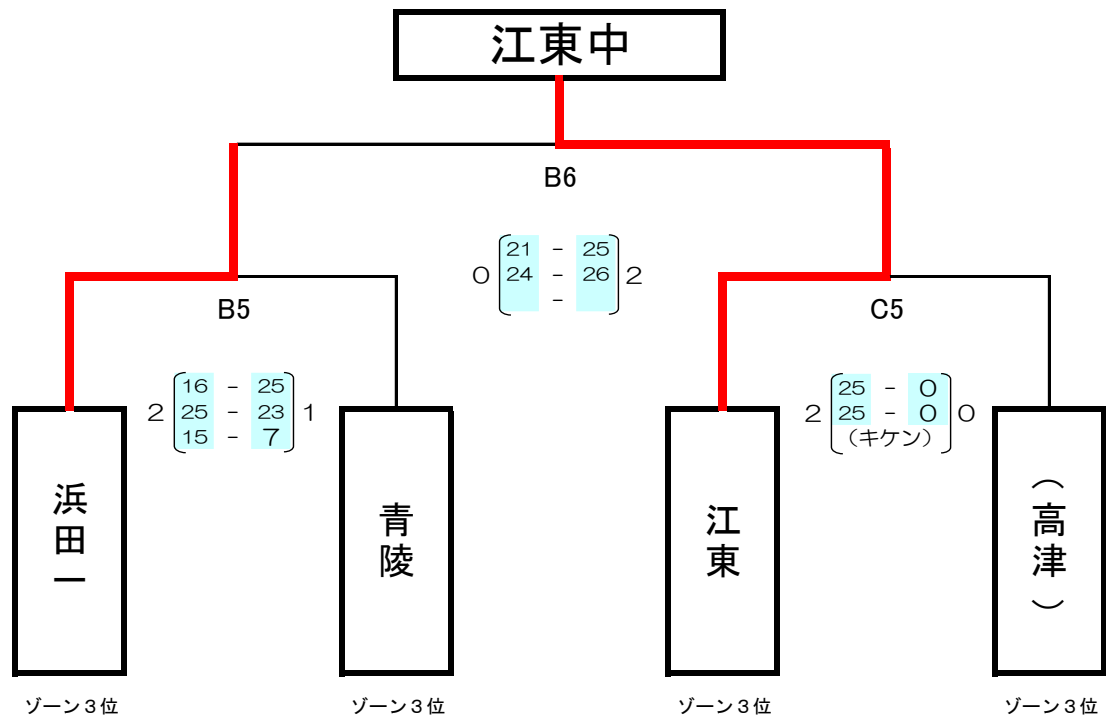 江東中
B6
21 - 25
0 24 - 26 2
-
B5
C5
16 - 25
2 25 - 23 1
15 - 7
25 - 0
2 25 - 0 0
（キケン）
浜田一
青陵
江東
（高津）
ゾーン３位
ゾーン３位
ゾーン３位
ゾーン３位